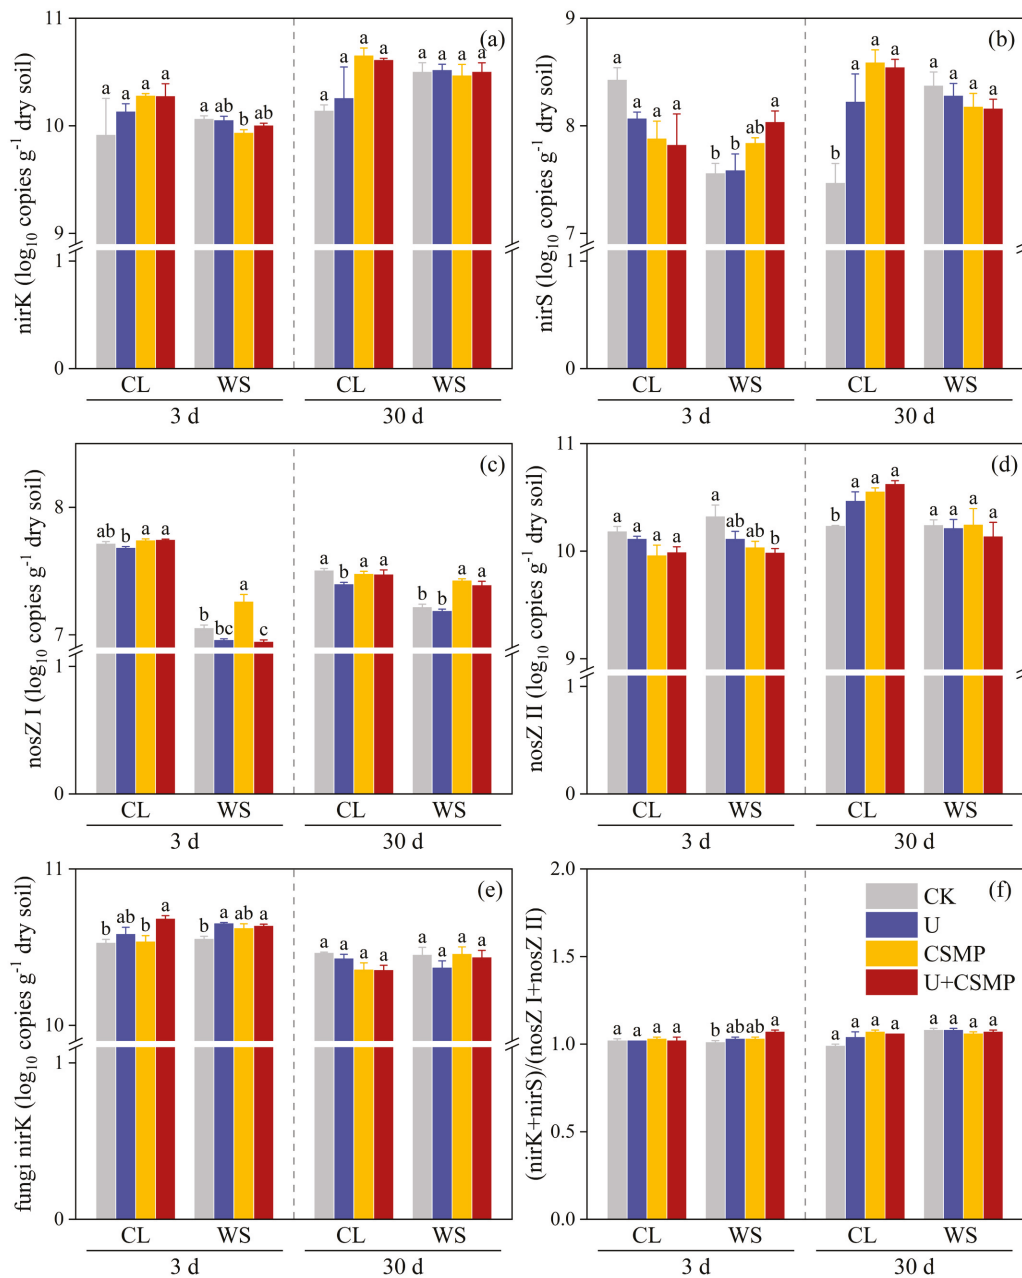 nirK (log10 copies g-1 dry soil)
11
10
9
1
0
(a)
a a a a
a ab b ab
a a a a
a a a a
CL WS CL WS
3 d 30 d
nirS (log10 copies g-1 dry soil)
9
8
7
1
0
(b)
a a a a
b b ab a
b a a a
a a a a
CL WS CL WS
3 d 30 d
nosZ I (log10 copies g-1 dry soil)
8
7
1
0
(c)
ab b a a
b bc a c
a b a a
b b a a
CL WS CL WS
3 d 30 d
nosZ II (log10 copies g-1 dry soil)
11
10
9
1
0
(d)
a a a a
a ab ab b
b a a a
a a a a
CL WS CL WS
3 d 30 d
fungi nirK (log10 copies g-1 dry soil)
11
10
1
0
(e)
b ab b a
b a ab a
a a a a
a a a a
CL WS CL WS
3 d 30 d
(nirK+nirS)/(nosZ I+nosZ II)
2.0
1.5
1.0
0.5
0.0
(f)
CK
U
CSMP
U+CSMP
a a a a
b ab ab a
a a a a
a a a a
CL WS CL WS
3 d 30 d